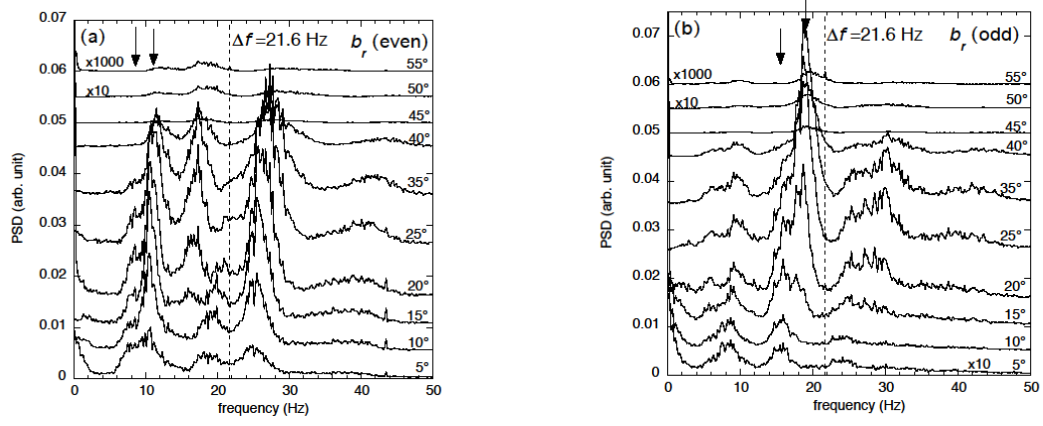 (a)
Δf =21.6 Hz
b_r (even)
x1000
55°
x10
50°
45°
40°
35°
25°
20°
15°
10°
5°
0.07
0.06
0.05
0.04
0.03
0.02
0.01
0
PSD (arb. unit)
0 10 20 30 40 50
frequency (Hz)
(b)
Δf =21.6 Hz
b_r (odd)
x1000
55°
x10
50°
45°
40°
35°
25°
20°
15°
10°
x10 5°
0.07
0.06
0.05
0.04
0.03
0.02
0.01
0
PSD (arb. unit)
0 10 20 30 40 50
frequency (Hz)